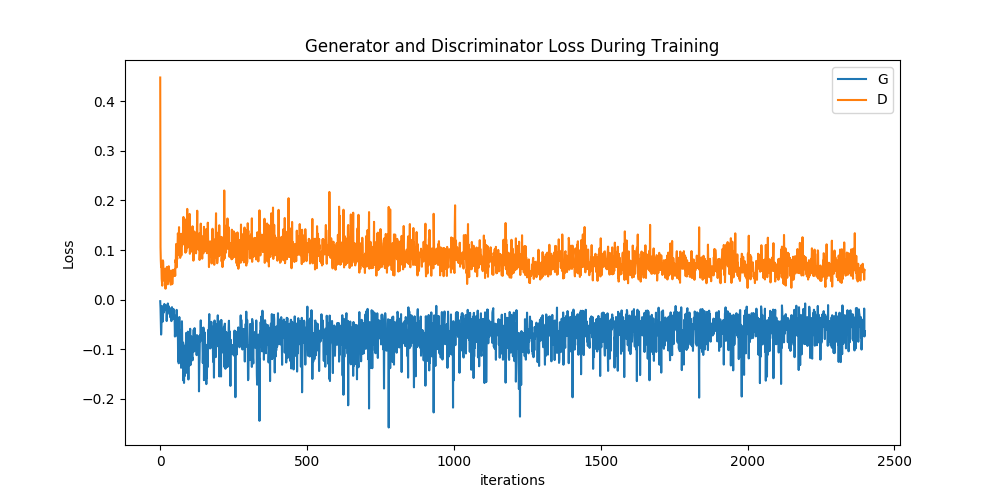 Generator and Discriminator Loss During Training
G
D
Loss
0.4
0.3
0.2
0.1
0.0
−0.1
−0.2
0
500
1000
1500
2000
2500
iterations